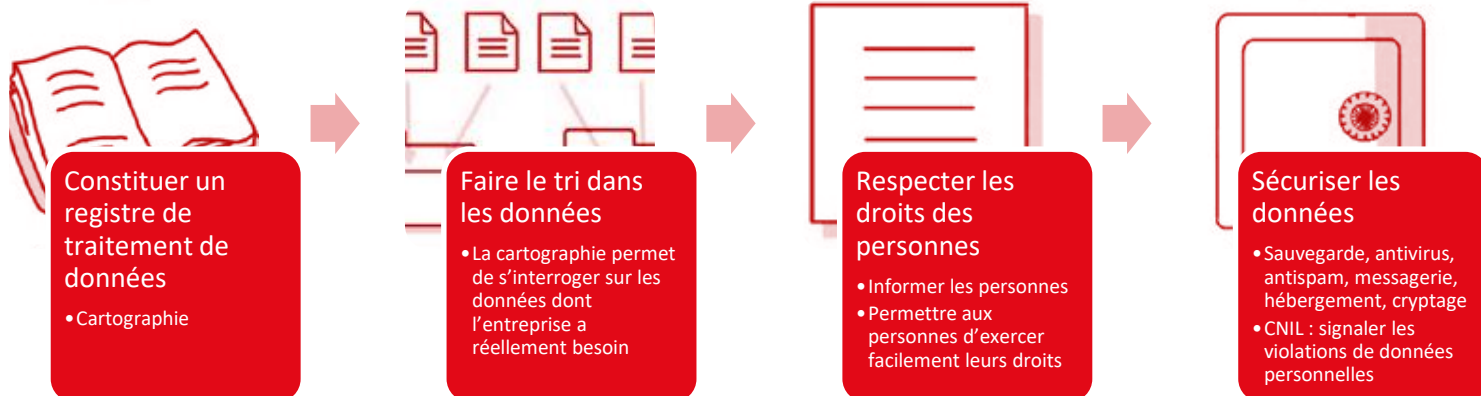 Constituer un
registre de
traitement de
données
•Cartographie
Faire le tri dans
les données
•La cartographie permet
de s’interroger sur les
données dont
l’entreprise a
réellement besoin
Respecter les
droits des
personnes
•Informer les personnes
•Permettre aux
personnes d’exercer
facilement leurs droits
Sécuriser les
données
•Sauvegarde, antivirus,
antispam, messagerie,
hébergement, cryptage
•CNIL : signaler les
violations de données
personnelles